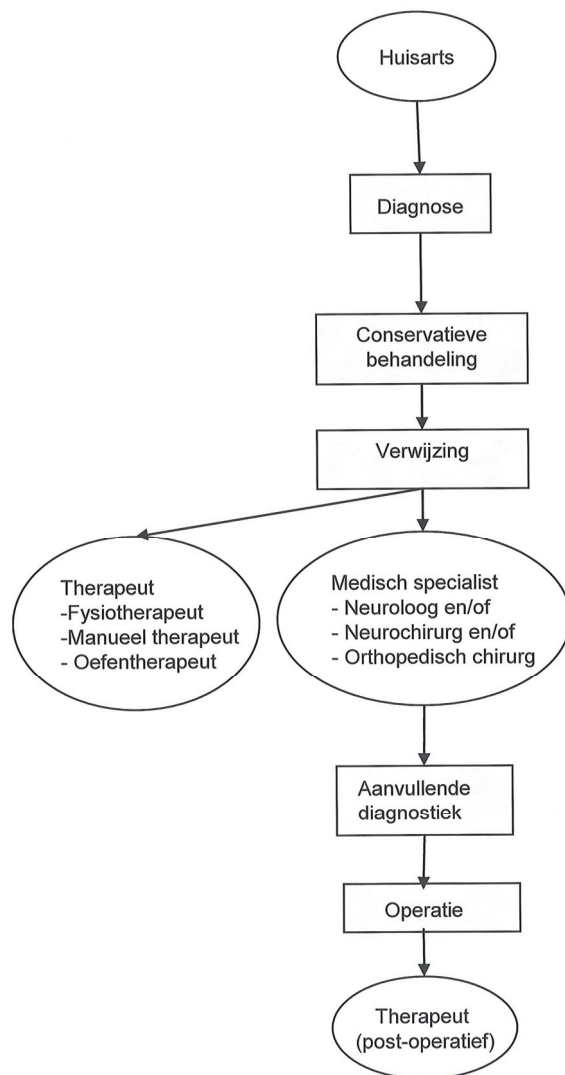 Huisarts
Diagnose
Conservatieve
behandeling
Verwijzing
Therapeut
-Fysiotherapeut
-Manueel therapeut
- Oefentherapeut
Medisch specialist
- Neuroloog en/of
- Neurochirurg en/of
- Orthopedisch chirurg
Aanvullende
diagnostiek
Operatie
Therapeut
(post-operatief)